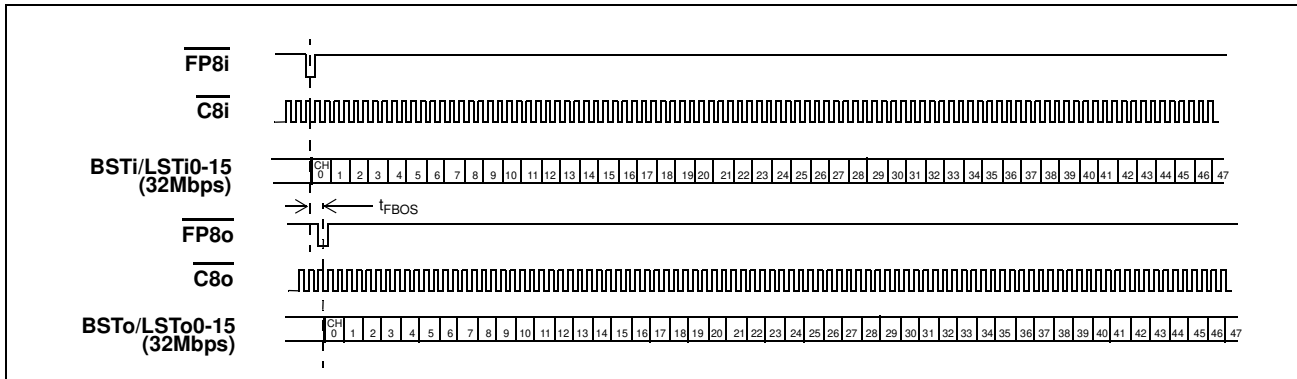 FP8i
C8i
BSTi/LSTi0-15
(32Mbps)
CH
0 1 2 3 4 5 6 7 8 9 10 11 12 13 14 15 16 17 18 19 20 21 22 23 24 25 26 27 28 29 30 31 32 33 34 35 36 37 38 39 40 41 42 43 44 45 46 47
tFBOS
FP8o
C8o
BSTo/LSTo0-15
(32Mbps)
CH
0 1 2 3 4 5 6 7 8 9 10 11 12 13 14 15 16 17 18 19 20 21 22 23 24 25 26 27 28 29 30 31 32 33 34 35 36 37 38 39 40 41 42 43 44 45 46 47